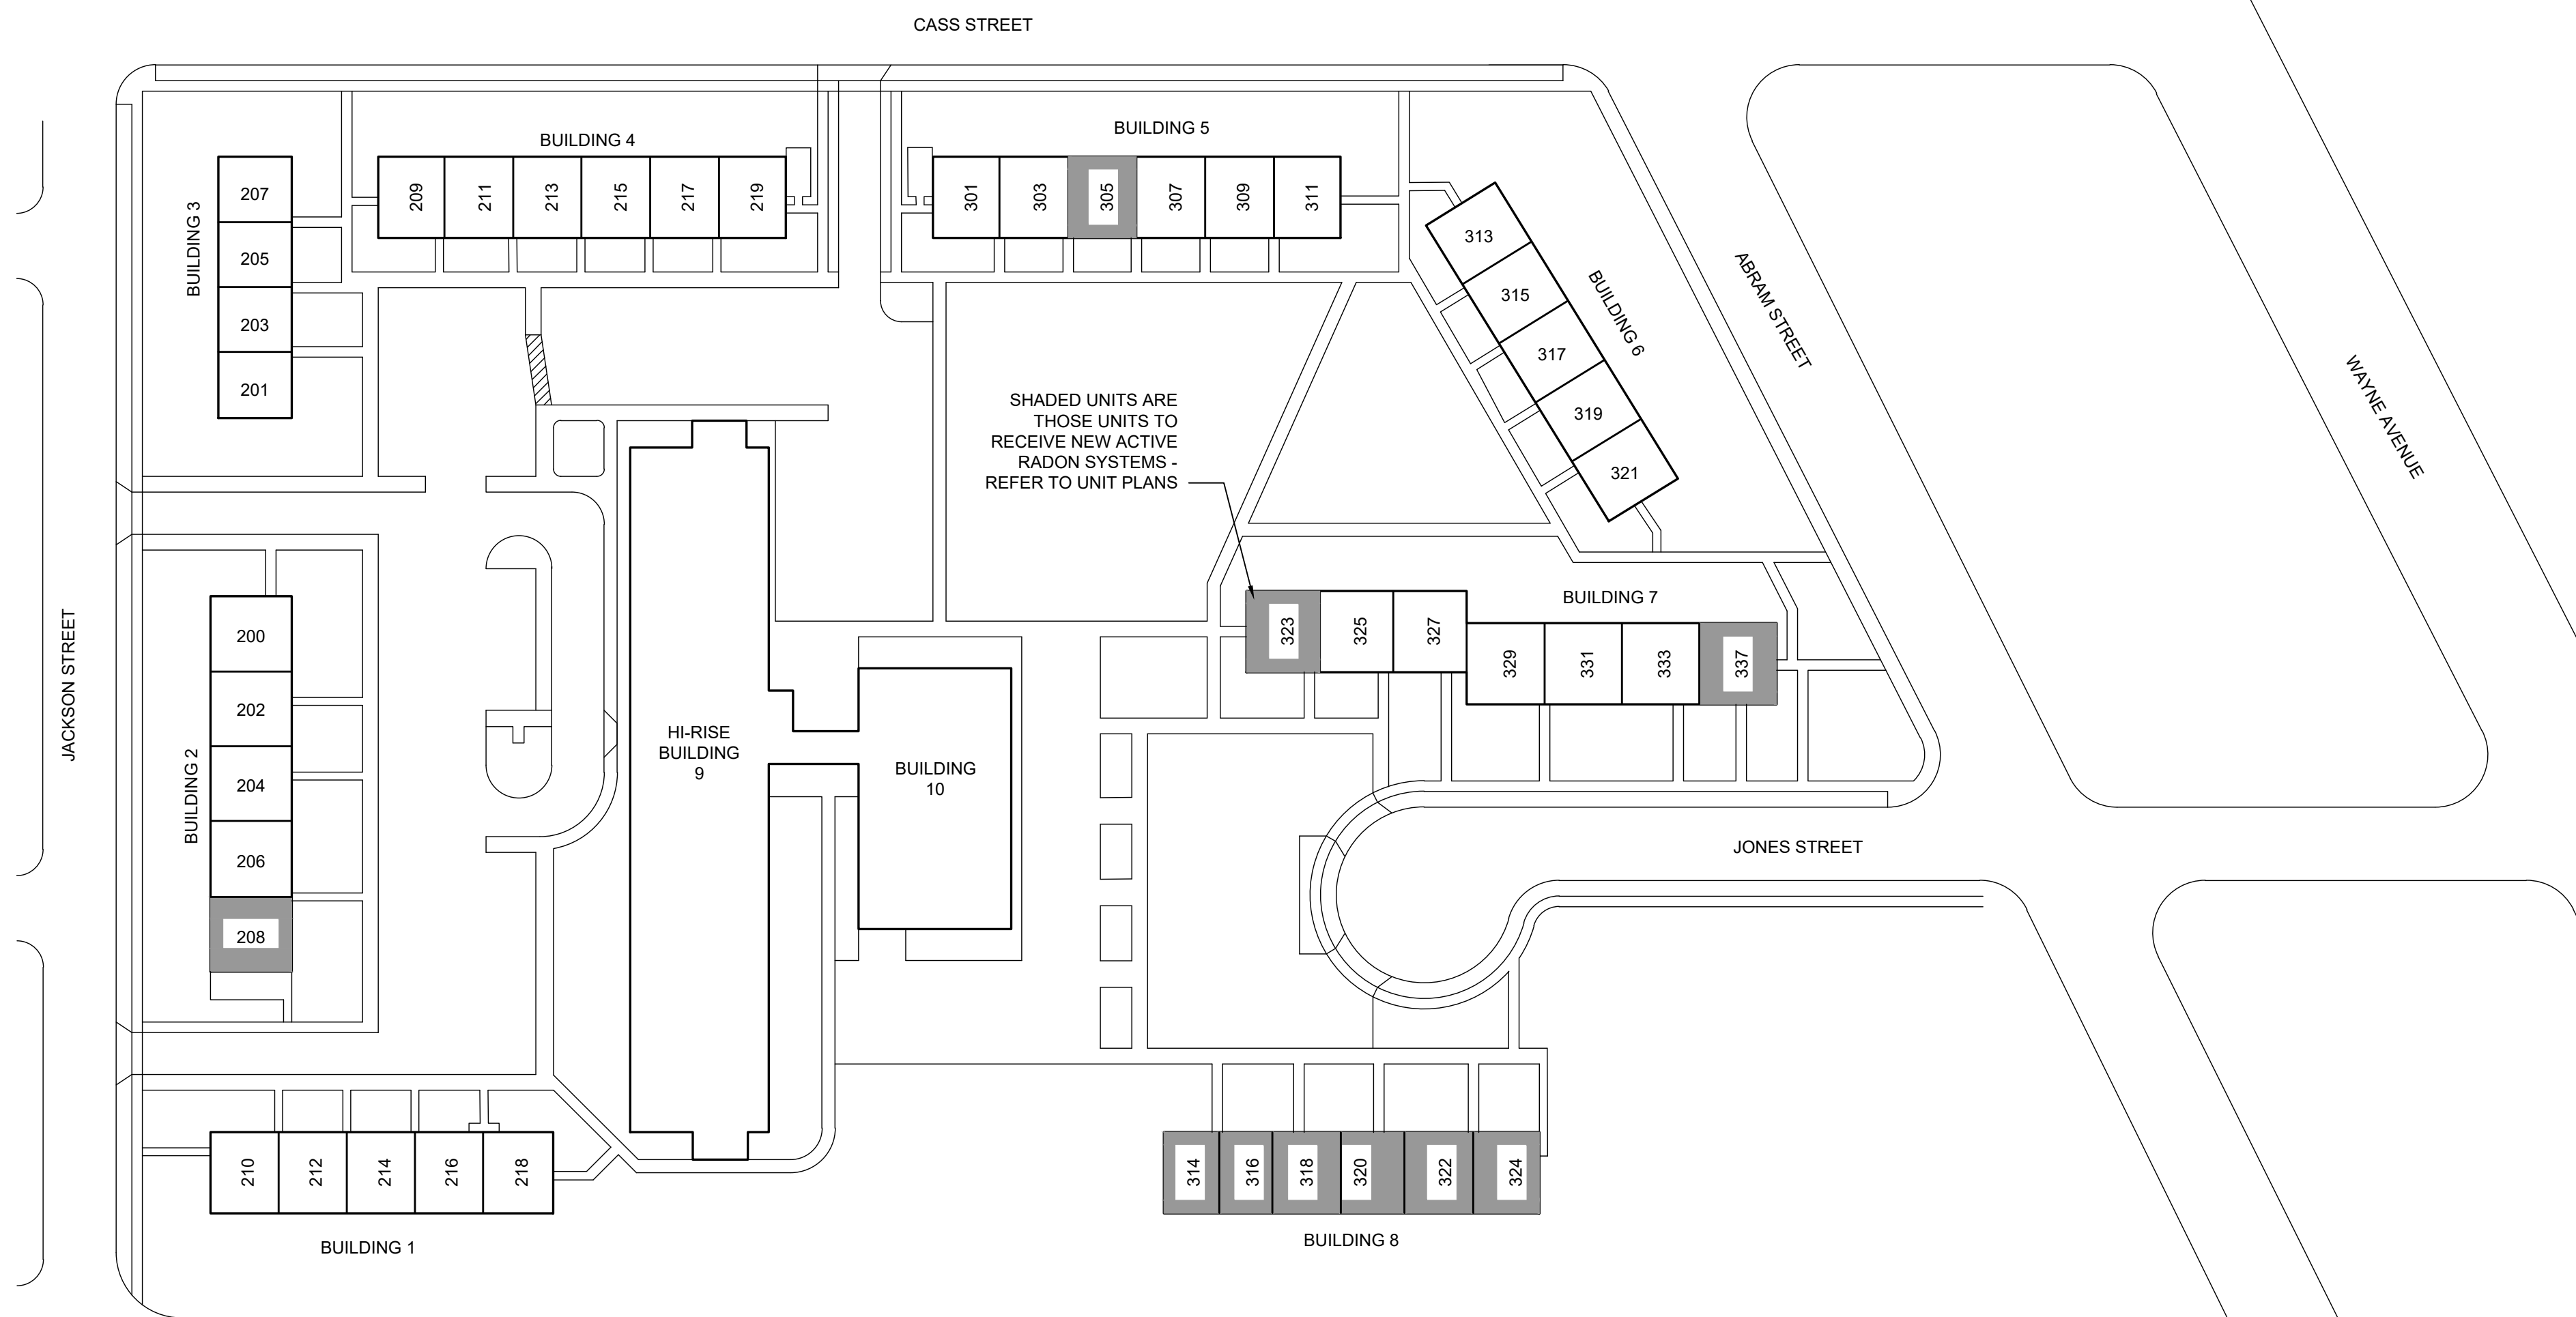 CASS STREET
BUILDING 4
BUILDING 5
BUILDING 3
207
205
203
201
209
211
213
215
217
219
301
303
305
307
309
311
313
315
317
319
321
BUILDING 6
ABRAM STREET
WAYNE AVENUE
SHADED UNITS ARE
THOSE UNITS TO
RECEIVE NEW ACTIVE
RADON SYSTEMS -
REFER TO UNIT PLANS
JACKSON STREET
BUILDING 2
200
202
204
206
208
HI-RISE
BUILDING
9
BUILDING
10
BUILDING 7
323
325
327
329
331
333
337
JONES STREET
210
212
214
216
218
BUILDING 1
314
316
318
320
322
324
BUILDING 8